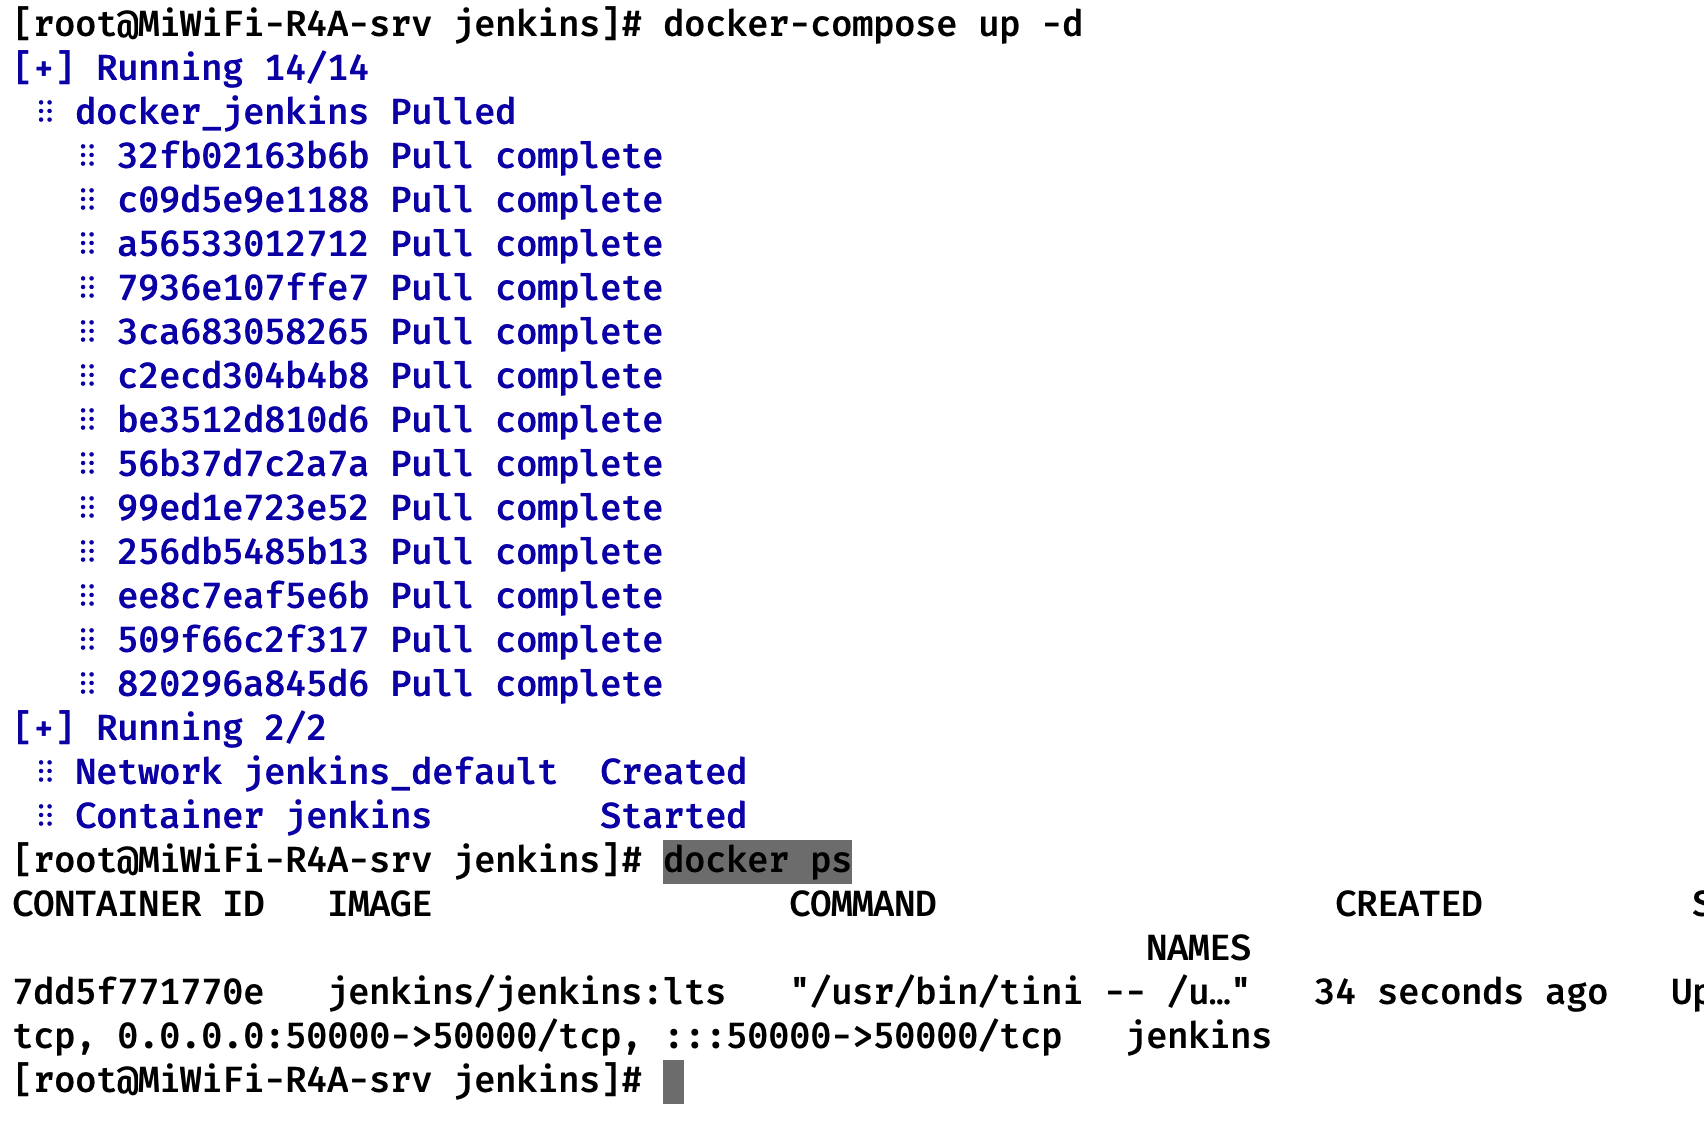 [root@MiWiFi-R4A-srv jenkins]# docker-compose up -d
[+] Running 14/14
⠿ docker_jenkins Pulled
⠿ 32fb02163b6b Pull complete
⠿ c09d5e9e1188 Pull complete
⠿ a56533012712 Pull complete
⠿ 7936e107ffe7 Pull complete
⠿ 3ca683058265 Pull complete
⠿ c2ecd304b4b8 Pull complete
⠿ be3512d810d6 Pull complete
⠿ 56b37d7c2a7a Pull complete
⠿ 99ed1e723e52 Pull complete
⠿ 256db5485b13 Pull complete
⠿ ee8c7eaf5e6b Pull complete
⠿ 509f66c2f317 Pull complete
⠿ 820296a845d6 Pull complete
[+] Running 2/2
⠿ Network jenkins_default  Created
⠿ Container jenkins        Started
[root@MiWiFi-R4A-srv jenkins]# docker ps
CONTAINER ID   IMAGE                 COMMAND                   CREATED          S
NAMES
7dd5f771770e   jenkins/jenkins:lts   "/usr/bin/tini -- /u…"   34 seconds ago   Up
tcp, 0.0.0.0:50000->50000/tcp, :::50000->50000/tcp   jenkins
[root@MiWiFi-R4A-srv jenkins]#